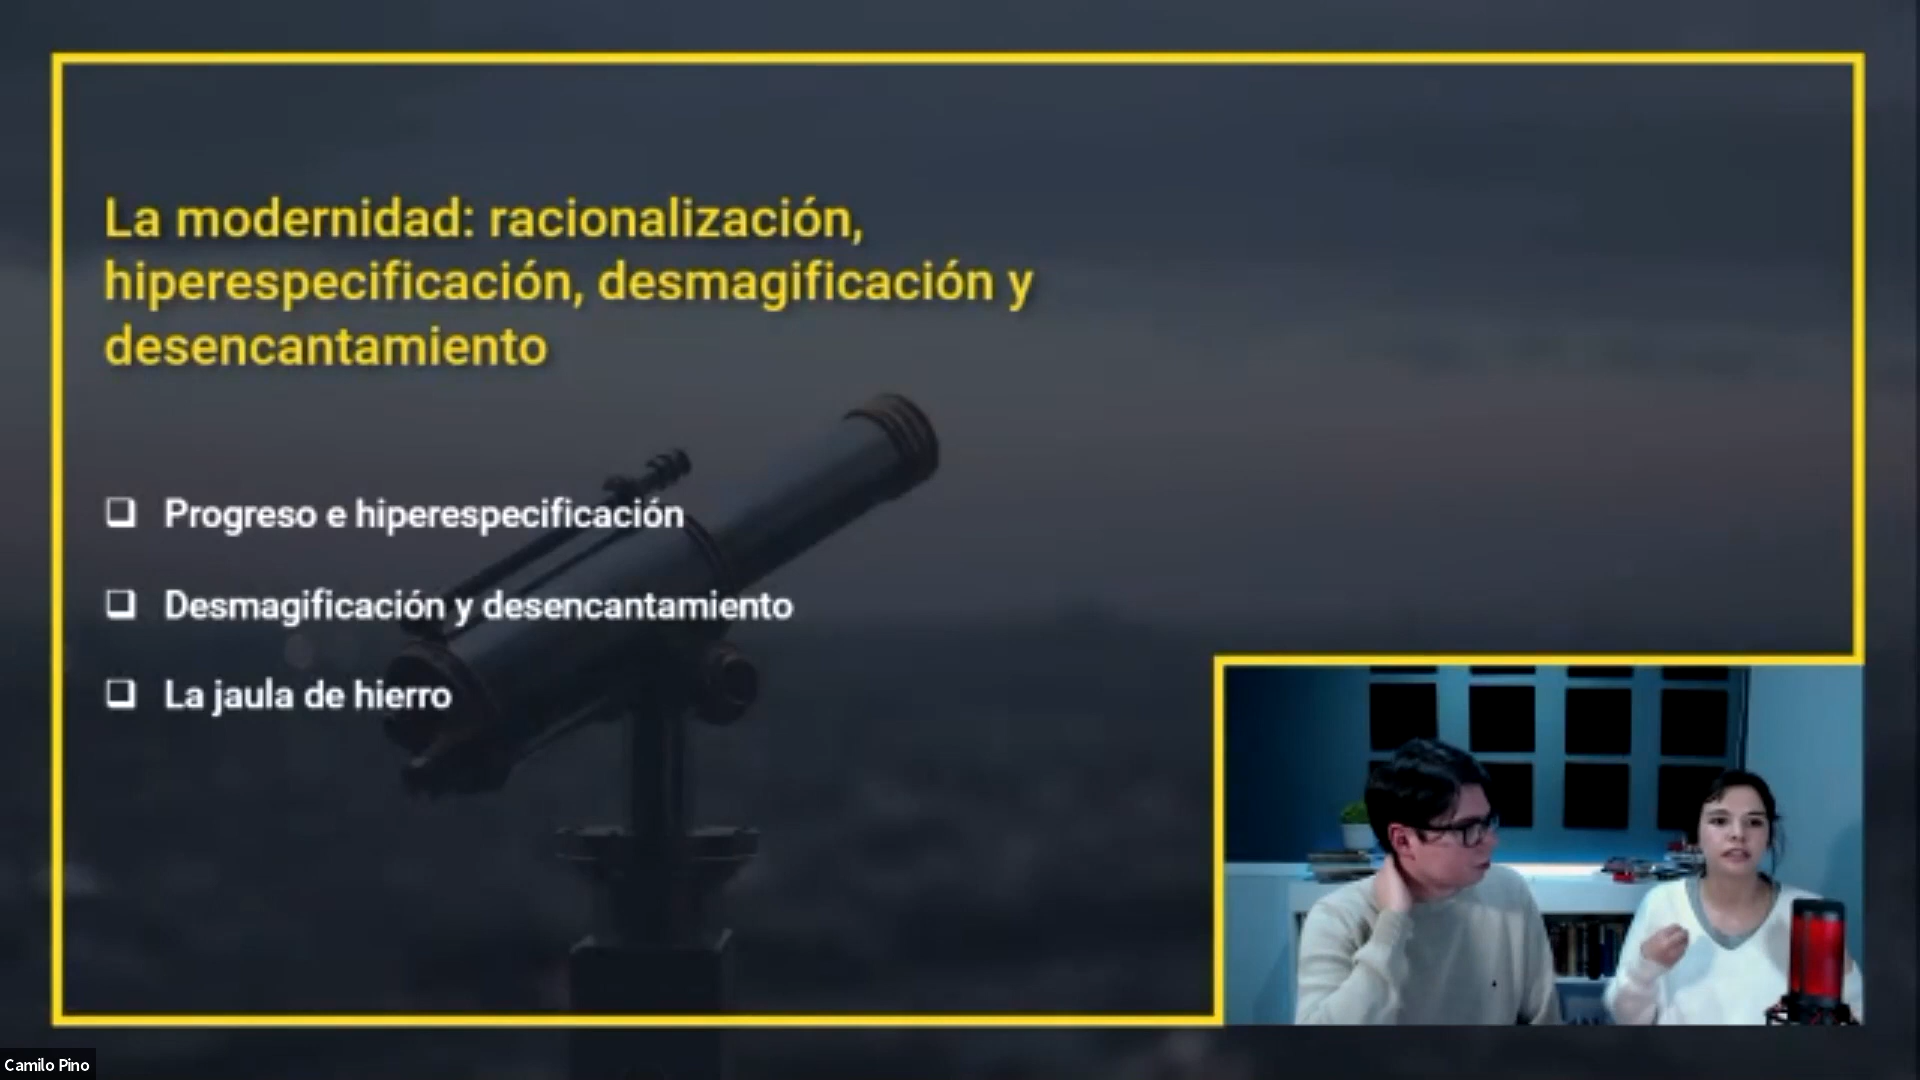 La modernidad: racionalización,
hiperespecificación, desmagificación y
desencantamiento
Progreso e hiperespecificación
Desmagificación y desencantamiento
La jaula de hierro
Camilo Pino